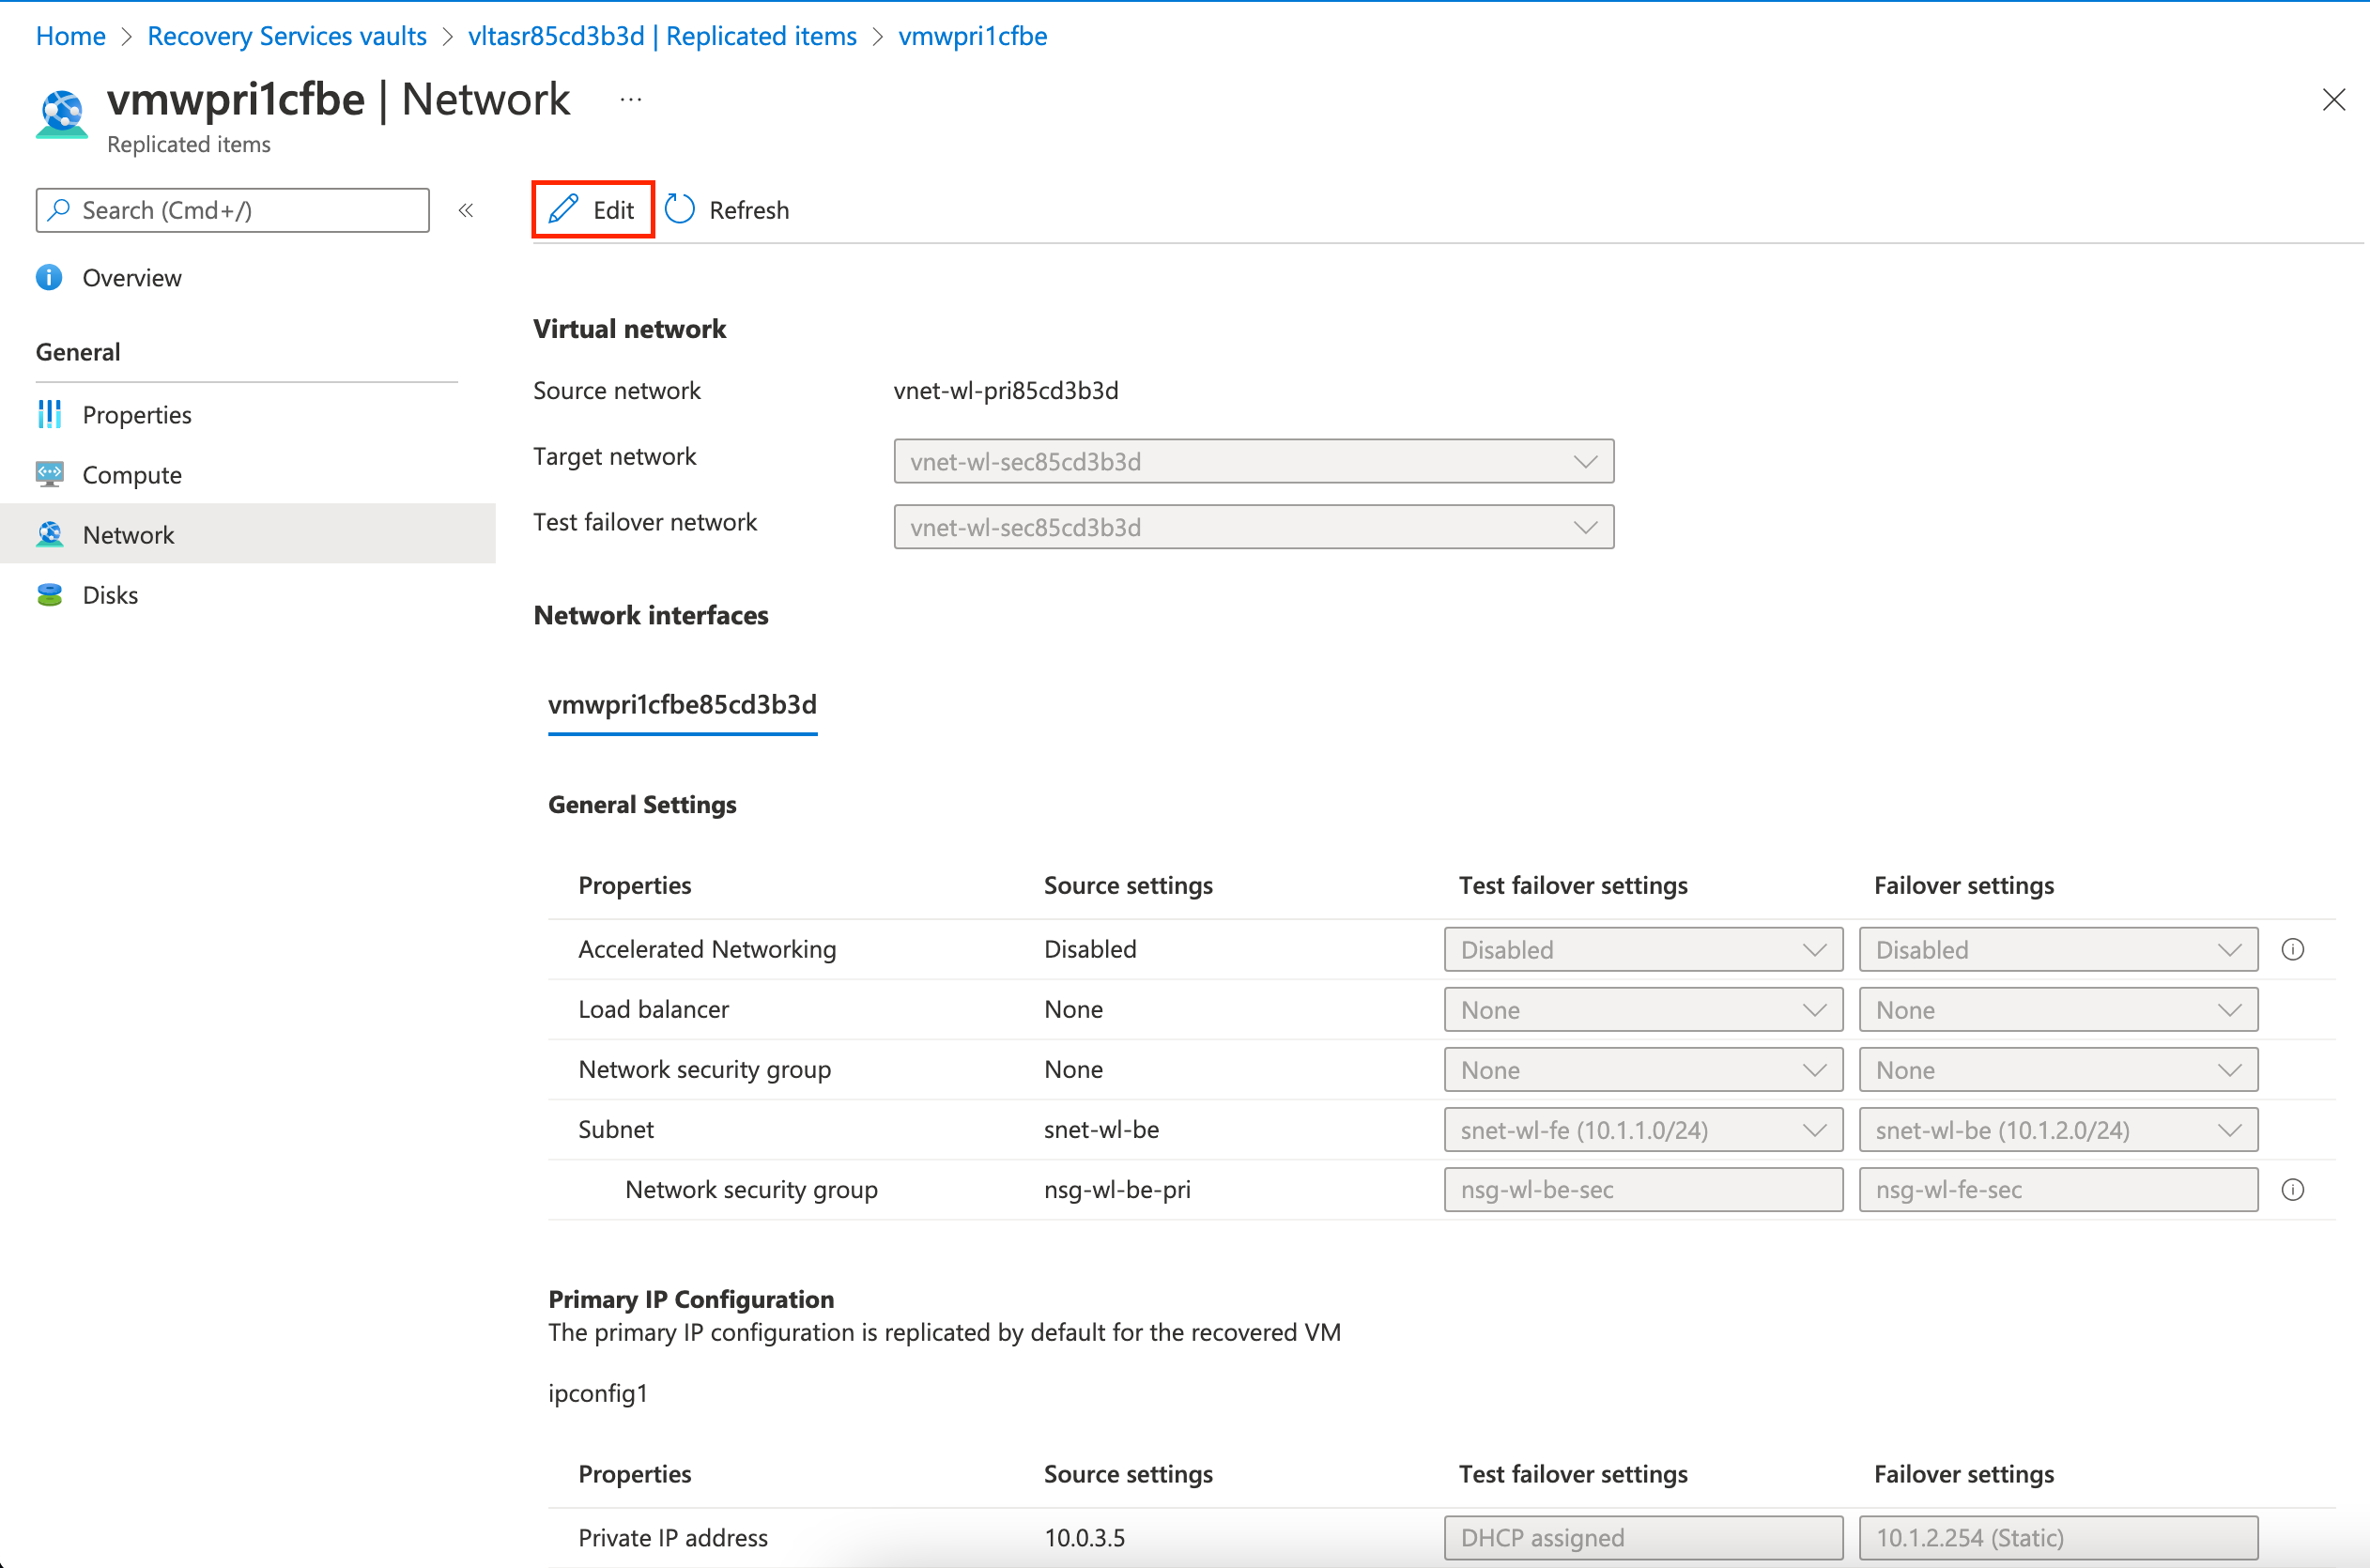 Home > Recovery Services vaults > vltasr85cd3b3d | Replicated items > vmwpri1cfbe
vmwpri1cfbe | Network ...
Replicated items
Search (Cmd+/) «
Edit Refresh
Overview
General
Properties
Compute
Network
Disks
Virtual network
Source network vnet-wl-pri85cd3b3d
Target network vnet-wl-sec85cd3b3d
Test failover network vnet-wl-sec85cd3b3d
Network interfaces
vmwpri1cfbe85cd3b3d
General Settings
Properties Source settings Test failover settings Failover settings
Accelerated Networking Disabled Disabled Disabled
Load balancer None None None
Network security group None None None
Subnet snet-wl-be snet-wl-fe (10.1.1.0/24) snet-wl-be (10.1.2.0/24)
Network security group nsg-wl-be-pri nsg-wl-be-sec nsg-wl-fe-sec
Primary IP Configuration
The primary IP configuration is replicated by default for the recovered VM
ipconfig1
Properties Source settings Test failover settings Failover settings
Private IP address 10.0.3.5 DHCP assigned 10.1.2.254 (Static)